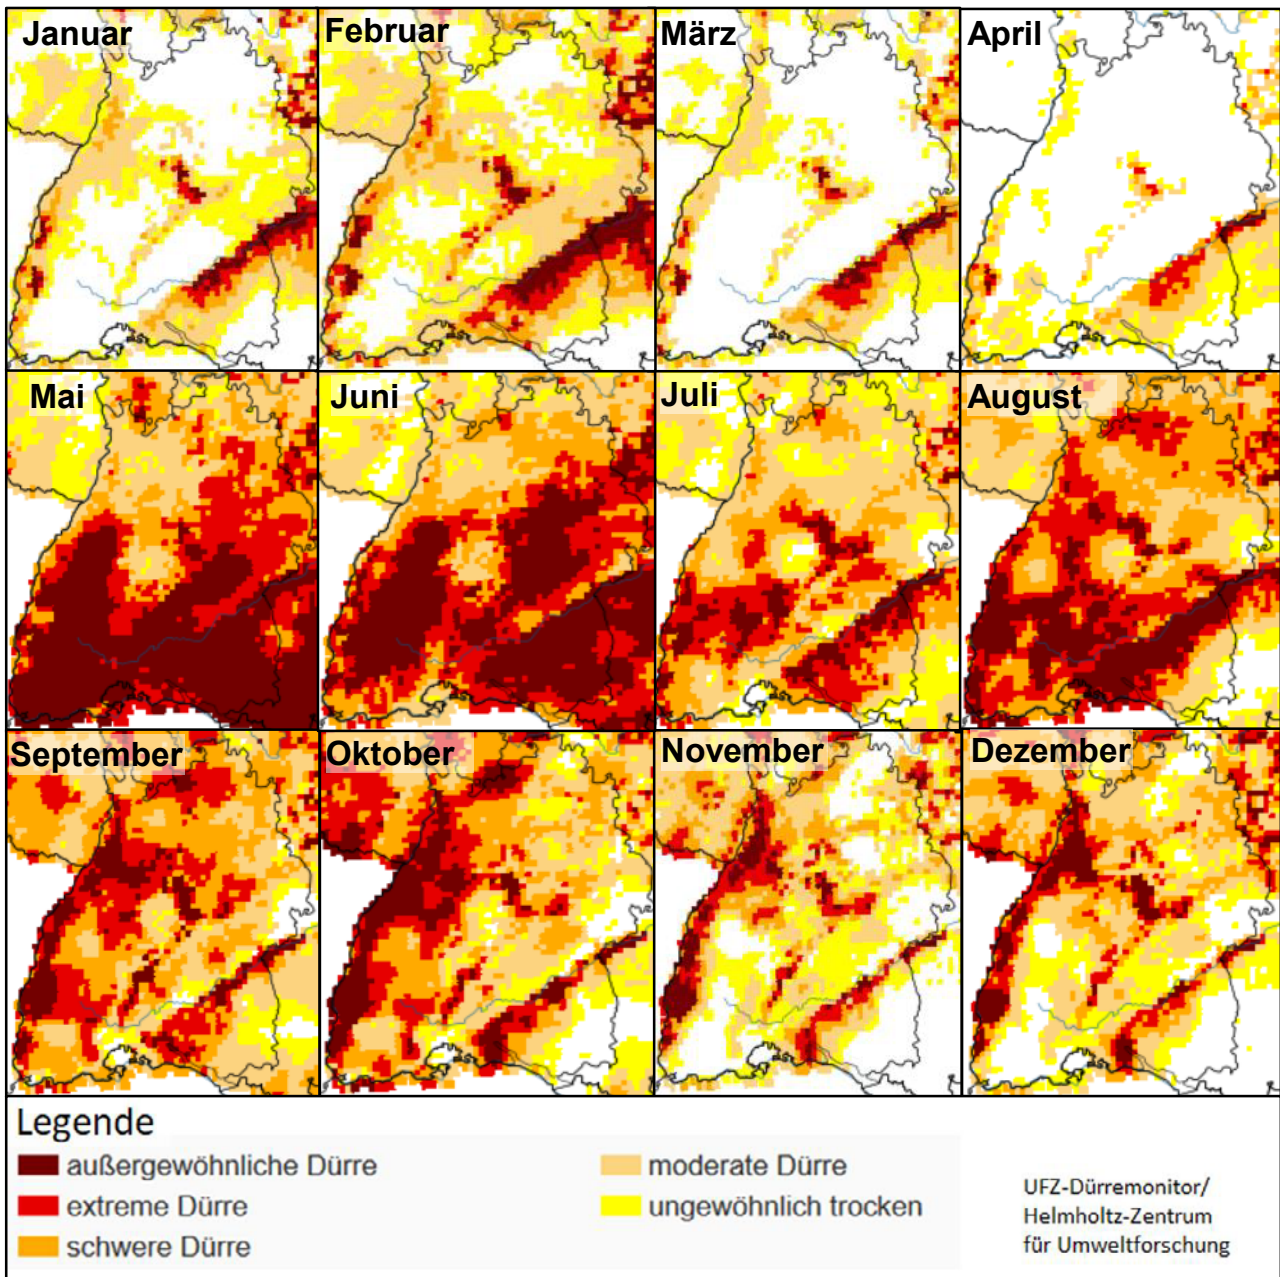 Januar
Februar
März
April
Mai
Juni
Juli
August
September
Oktober
November
Dezember
Legende
außergewöhnliche Dürre
extreme Dürre
schwere Dürre
moderate Dürre
ungewöhnlich trocken
UFZ-Dürremonitor/
Helmholtz-Zentrum
für Umweltforschung